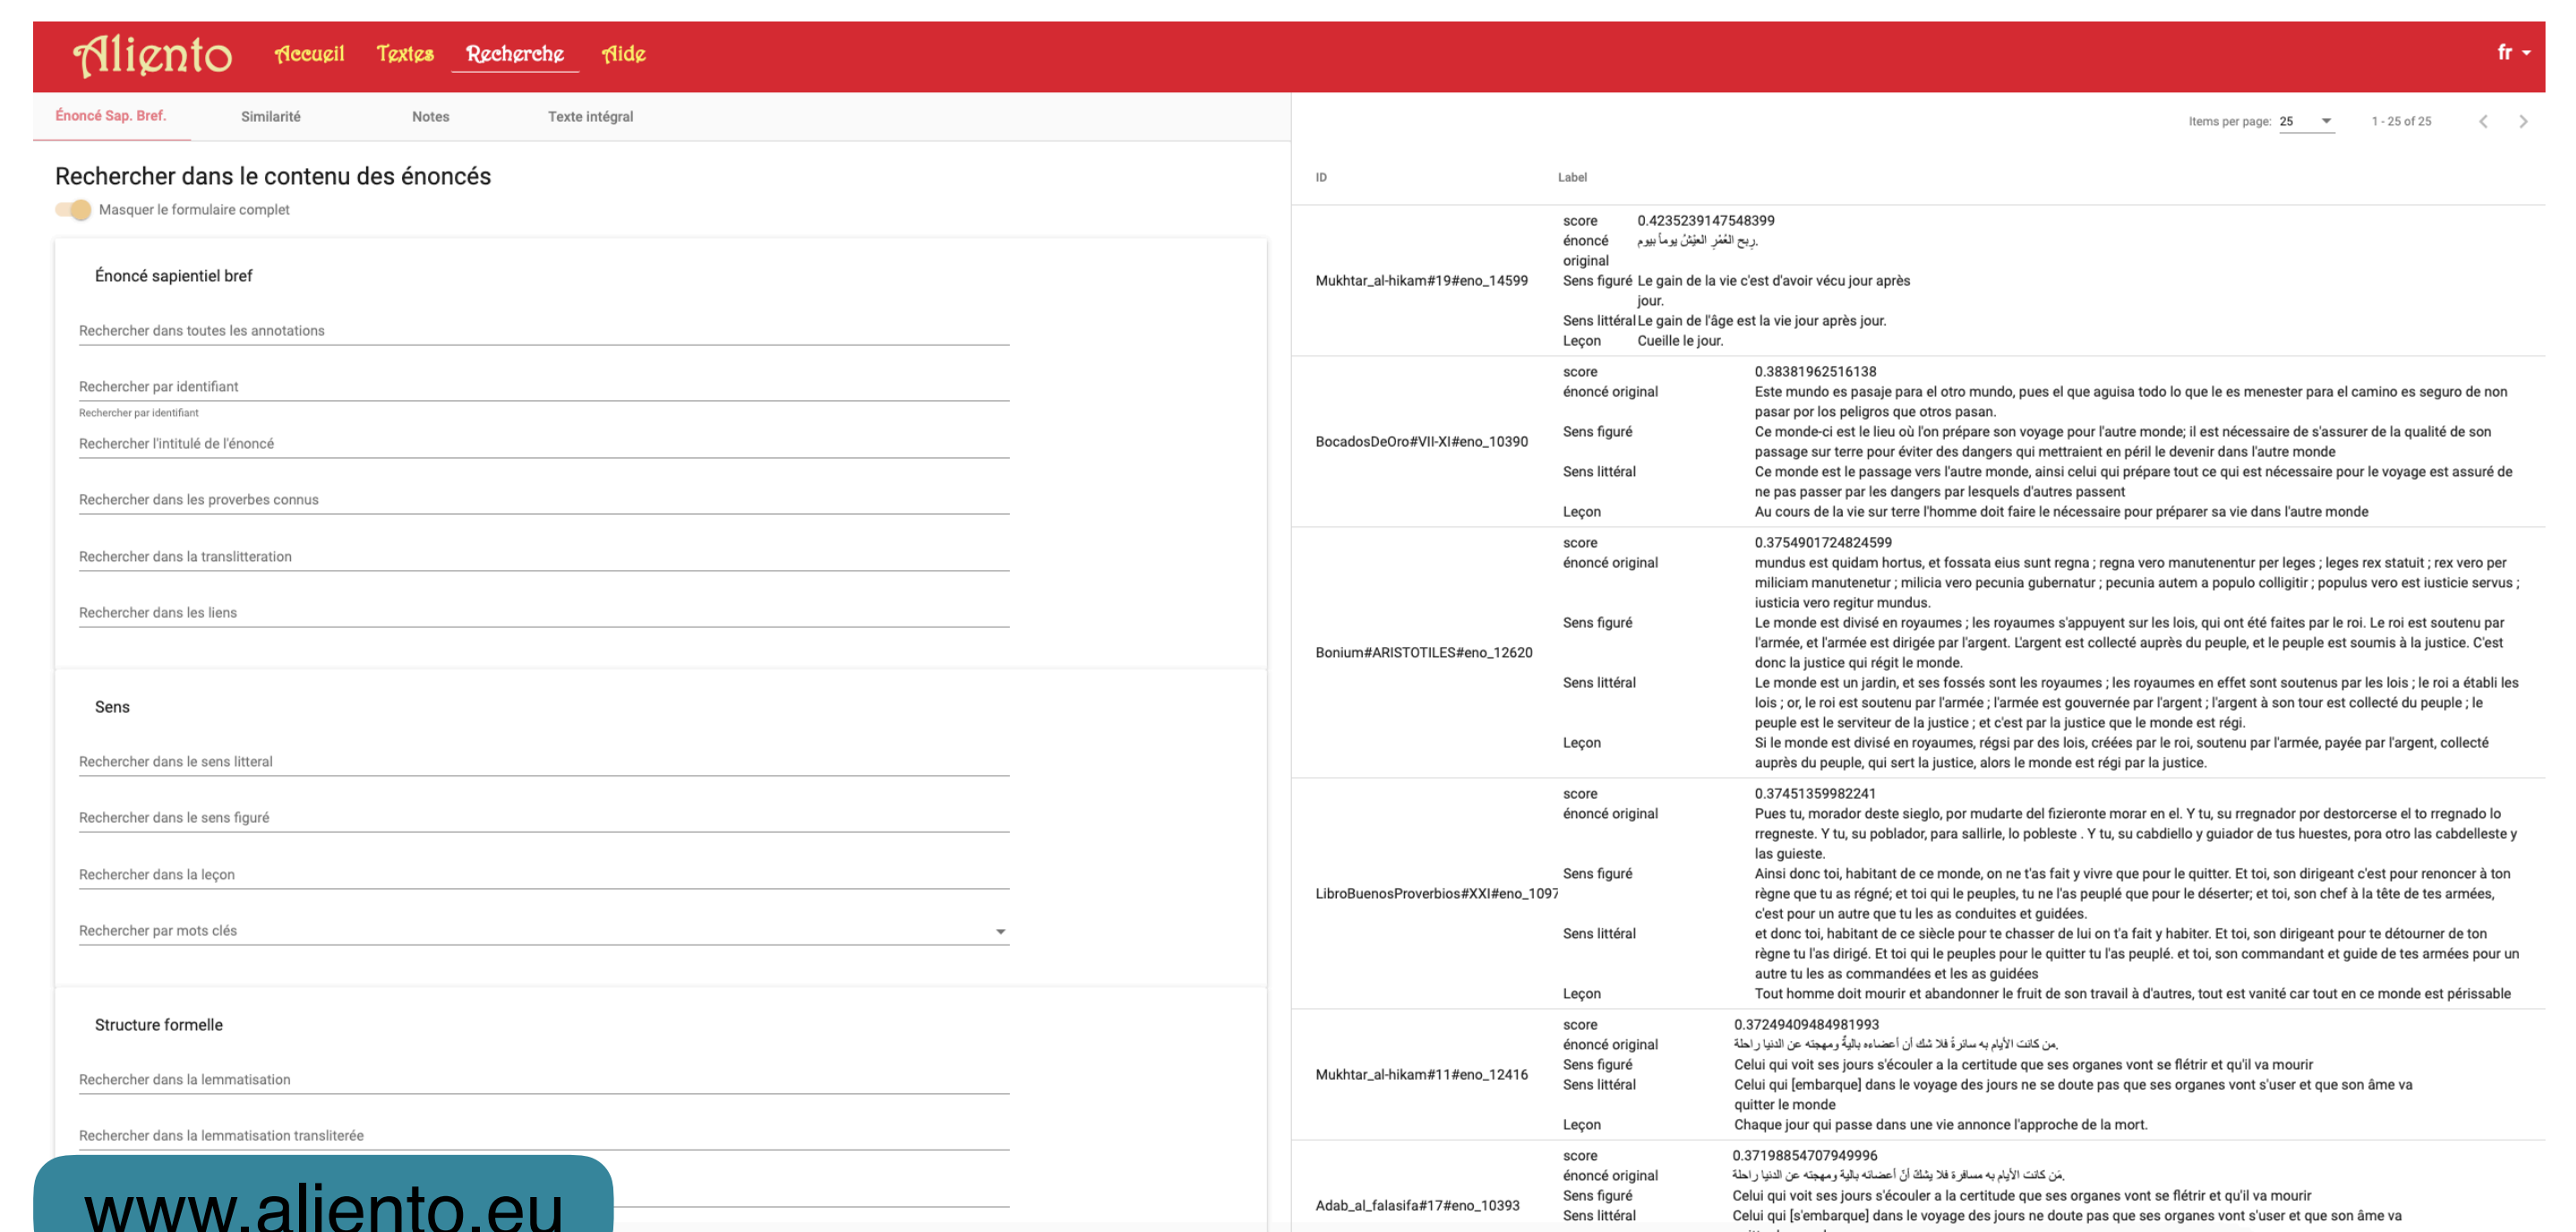 Aliento Accueil Textes Recherche Aide fr
Énoncé Sap. Bref. Similarité Notes Texte intégral
Rechercher dans le contenu des énoncés
Masquer le formulaire complet
Énoncé sapientiel bref
Rechercher dans toutes les annotations
Rechercher par identifiant
Rechercher par identifiant
Rechercher l'intitulé de l'énoncé
Rechercher dans les proverbes connus
Rechercher dans la translitteration
Rechercher dans les liens
Sens
Rechercher dans le sens litteral
Rechercher dans le sens figuré
Rechercher dans la leçon
Rechercher par mots clés
Structure formelle
Rechercher dans la lemmatisation
Rechercher dans la lemmatisation transliterée
www.aliento.eu
Items per page: 25 1 - 25 of 25
ID Label
Mukhtar_al-hikam#19#eno_14599
score 0.4235239147548399
énoncé original رِبح العُمْرِ العيْشُ يوماً بيوم.
Sens figuré Le gain de la vie c'est d'avoir vécu jour après
jour.
Sens littéral Le gain de l'âge est la vie jour après jour.
Leçon Cueille le jour.
BocadosDeOro#VII-XI#eno_10390
score 0.38381962516138
énoncé original Este mundo es pasaje para el otro mundo, pues el que aguisa todo lo que le es menester para el camino es seguro de non
pasar por los peligros que otros pasan.
Sens figuré Ce monde-ci est le lieu où l'on prépare son voyage pour l'autre monde; il est nécessaire de s'assurer de la qualité de son
passage sur terre pour éviter des dangers qui mettraient en péril le devenir dans l'autre monde
Sens littéral Ce monde est le passage vers l'autre monde, ainsi celui qui prépare tout ce qui est nécessaire pour le voyage est assuré de
ne pas passer par les dangers par lesquels d'autres passent
Leçon Au cours de la vie sur terre l'homme doit faire le nécessaire pour préparer sa vie dans l'autre monde
Bonium#ARISTOTILES#eno_12620
score 0.3754901724824599
énoncé original mundus est quidam hortus, et fossata eius sunt regna ; regna vero manutenentur per leges ; leges rex statuit ; rex vero per
miliciam manutenetur ; milicia vero pecunia gubernatur ; pecunia autem a populo colligitir ; populus vero est iusticie servus ;
iusticia vero regitur mundus.
Sens figuré Le monde est divisé en royaumes ; les royaumes s'appuyent sur les lois, qui ont été faites par le roi. Le roi est soutenu par
l'armée, et l'armée est dirigée par l'argent. L'argent est collecté auprès du peuple, et le peuple est soumis à la justice. C'est
donc la justice qui régit le monde.
Sens littéral Le monde est un jardin, et ses fossés sont les royaumes ; les royaumes en effet sont soutenus par les lois ; le roi a établi les
lois ; or, le roi est soutenu par l'armée ; l'armée est gouvernée par l'argent ; l'argent à son tour est collecté du peuple ; le
peuple est le serviteur de la justice ; et c'est par la justice que le monde est régi.
Leçon Si le monde est divisé en royaumes, régsi par des lois, créées par le roi, soutenu par l'armée, payée par l'argent, collecté
auprès du peuple, qui sert la justice, alors le monde est régi par la justice.
LibroBuenosProverbios#XXI#eno_1097
score 0.37451359982241
énoncé original Pues tu, morador deste sieglo, por mudarte del fizieronte morar en el. Y tu, su rregnador por destorcerse el to rregnado lo
rregneste. Y tu, su poblador, para sallirle, lo pobleste . Y tu, su cabdiello y guiador de tus huestes, pora otro las cabdelleste y
las guieste.
Sens figuré Ainsi donc toi, habitant de ce monde, on ne t'as fait y vivre que pour le quitter. Et toi, son dirigeant c'est pour renoncer à ton
règne que tu as régné; et toi qui le peuples, tu ne l'as peuplé que pour le déserter; et toi, son chef à la tête de tes armées,
c'est pour un autre que tu les as conduites et guidées.
Sens littéral et donc toi, habitant de ce siècle pour te chasser de lui on t'a fait y habiter. Et toi, son dirigeant pour te détourner de ton
règne tu l'as dirigé. Et toi qui le peuples pour le quitter tu l'as peuplé. et toi, son commandant et guide de tes armées pour un
autre tu les as commandées et les as guidées
Leçon Tout homme doit mourir et abandonner le fruit de son travail à d'autres, tout est vanité car tout en ce monde est périssable
Mukhtar_al-hikam#11#eno_12416
score 0.37249409484981993
énoncé original من كانت الأيام به سائرةُ فلا شك أن أعضاءه باليةٌ ومهجته عن الدنيا راحلة.
Sens figuré Celui qui voit ses jours s'écouler a la certitude que ses organes vont se flétrir et qu'il va mourir
Sens littéral Celui qui [embarque] dans le voyage des jours ne se doute pas que ses organes vont s'user et que son âme va
quitter le monde
Leçon Chaque jour qui passe dans une vie annonce l'approche de la mort.
Adab_al_falasifa#17#eno_10393
score 0.37198854707949996
énoncé original مَن كانت الأيام به مسافرة فلا يشكّ أنّ أعضائه بالية ومهجته عن الدنيا راحلة.
Sens figuré Celui qui voit ses jours s'écouler a la certitude que ses organes vont se flétrir et qu'il va mourir
Sens littéral Celui qui [s'embarque] dans le voyage des jours ne doute pas que ses organes vont s'user et que son âme va